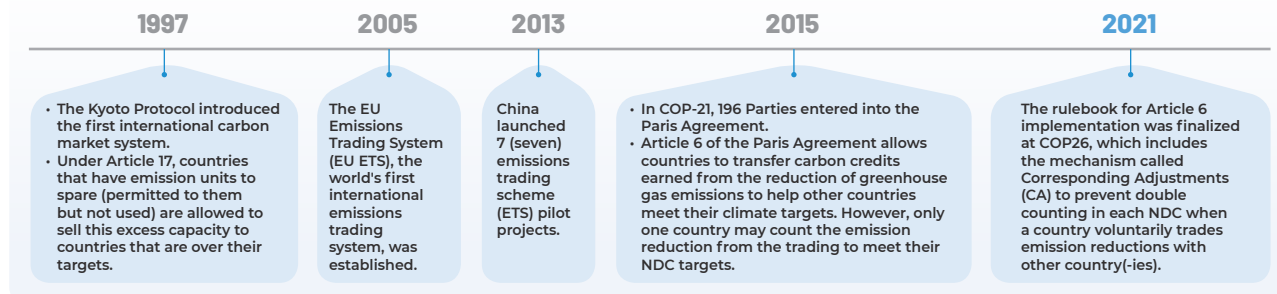 1997
2005
2013
2015
2021
• The Kyoto Protocol introduced
the first international carbon
market system.
• Under Article 17, countries
that have emission units to
spare (permitted to them
but not used) are allowed to
sell this excess capacity to
countries that are over their
targets.
The EU
Emissions
Trading System
(EU ETS), the
world's first
international
emissions
trading
system, was
established.
China
launched
7 (seven)
emissions
trading
scheme
(ETS) pilot
projects.
• In COP-21, 196 Parties entered into the
Paris Agreement.
• Article 6 of the Paris Agreement allows
countries to transfer carbon credits
earned from the reduction of greenhouse
gas emissions to help other countries
meet their climate targets. However, only
one country may count the emission
reduction from the trading to meet their
NDC targets.
The rulebook for Article 6
implementation was finalized
at COP26, which includes
the mechanism called
Corresponding Adjustments
(CA) to prevent double
counting in each NDC when
a country voluntarily trades
emission reductions with
other country(-ies).